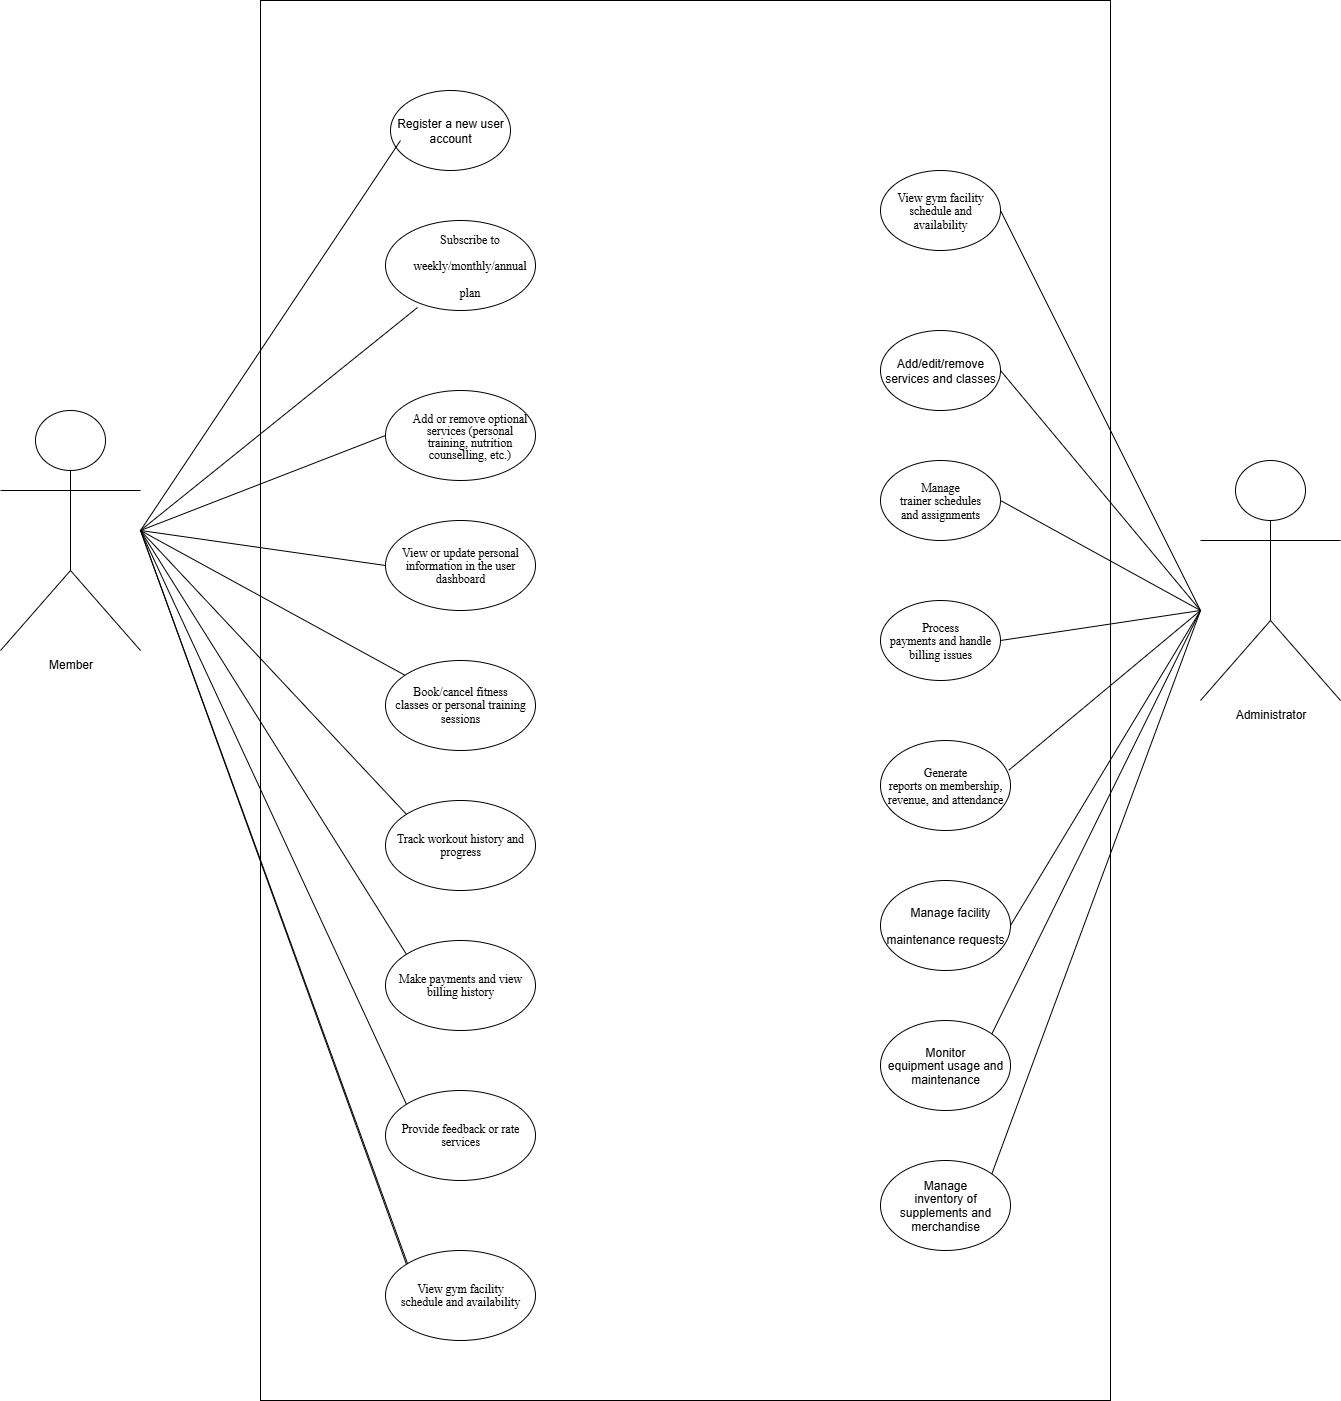 Register a new user
account
Subscribe to
weekly/monthly/annual
plan
Add or remove optional
services (personal
training, nutrition
counselling, etc.)
View or update personal
information in the user
dashboard
Book/cancel fitness
classes or personal training
sessions
Track workout history and
progress
Make payments and view
billing history
Provide feedback or rate
services
View gym facility
schedule and availability
Member
View gym facility
schedule and
availability
Add/edit/remove
services and classes
Manage
trainer schedules
and assignments
Process
payments and handle
billing issues
Generate
reports on membership,
revenue, and attendance
Manage facility
maintenance requests
Monitor
equipment usage and
maintenance
Manage
inventory of
supplements and
merchandise
Administrator